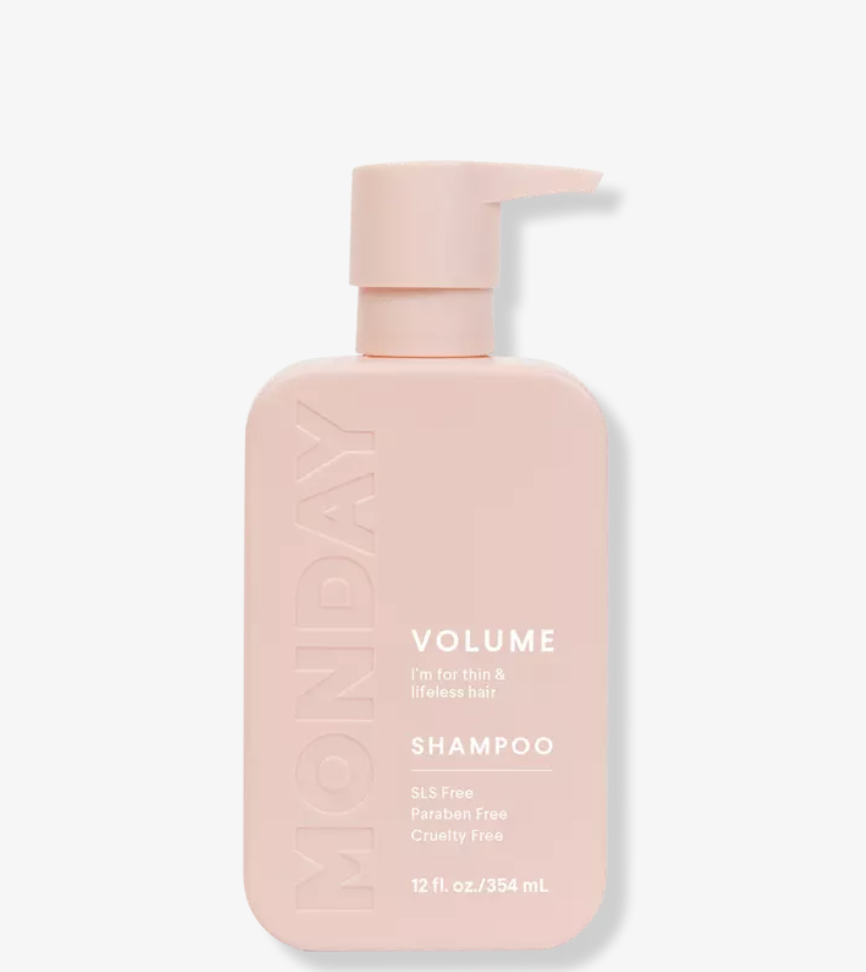 MONDAY
VOLUME
I'm for thin &
lifeless hair
SHAMPOO
SLS Free
Paraben Free
Cruelty Free
12 fl. oz./354 mL